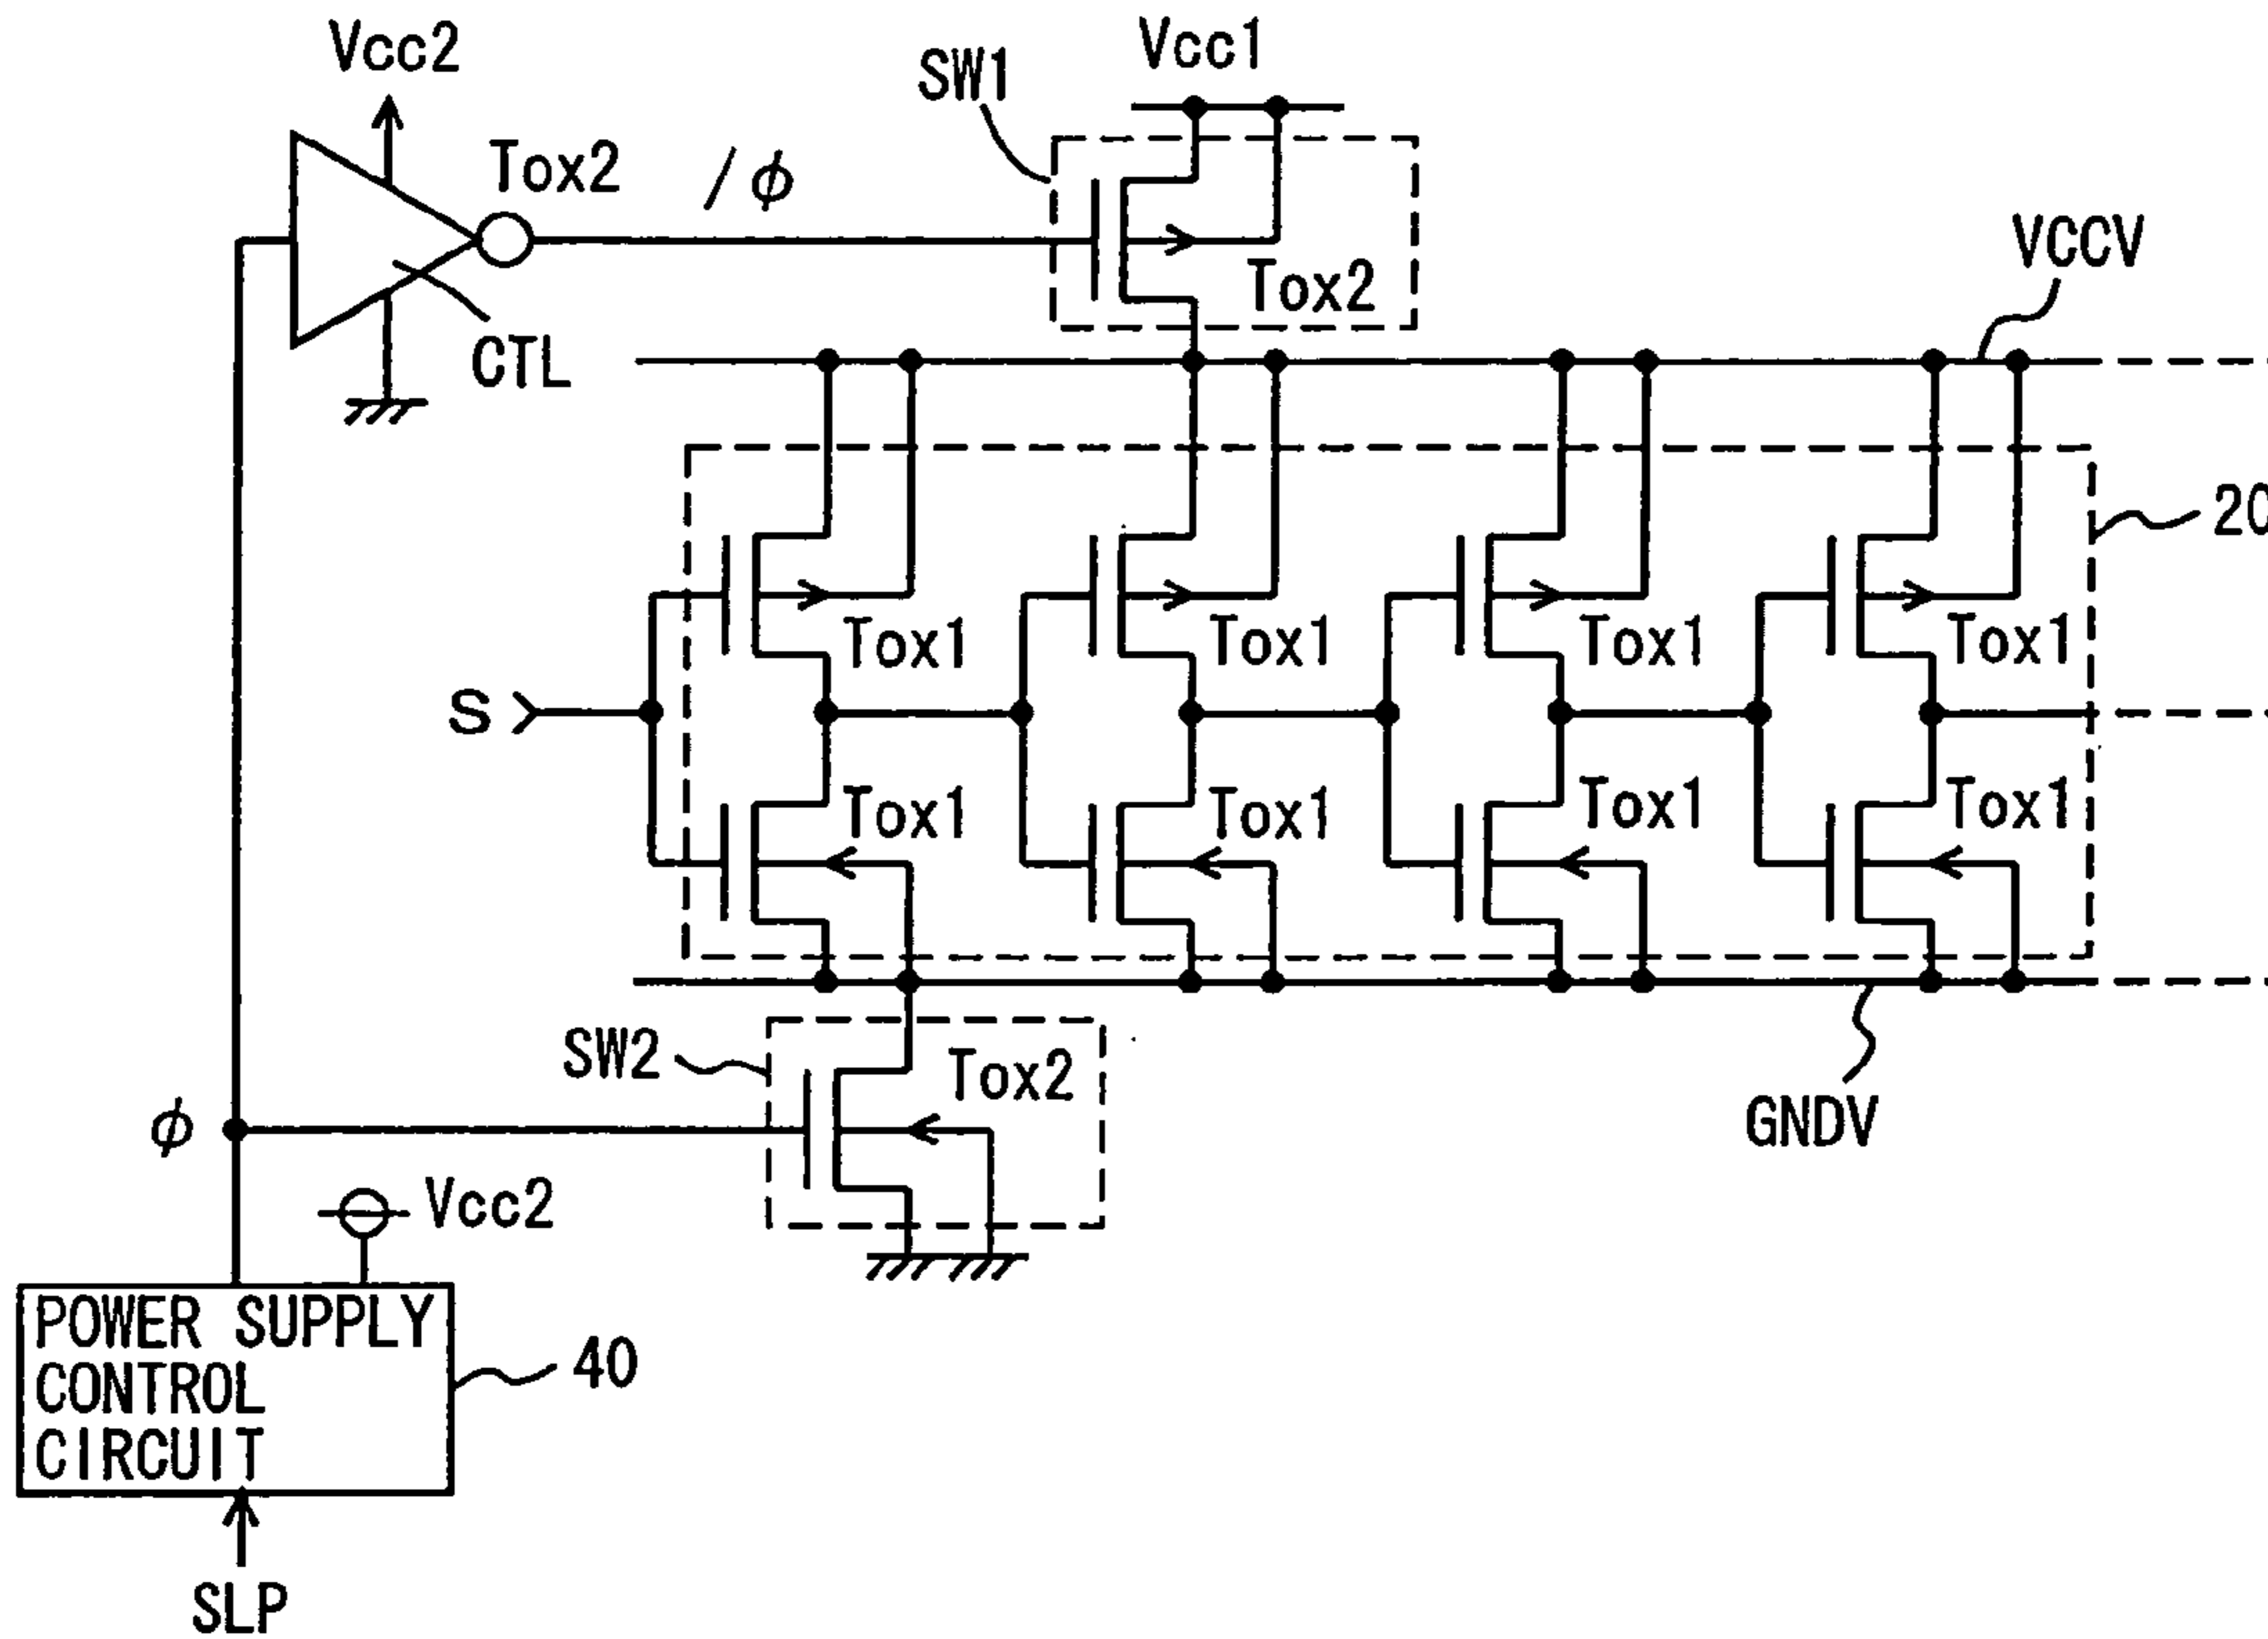 Vcc2
Vcc1
SW1
Tox2
/φ
VCCV
Tox2
CTL
20
Tox1
Tox1
Tox1
Tox1
S
Tox1
Tox1
Tox1
Tox1
SW2
Tox2
GNDV
φ
Vcc2
POWER SUPPLY
CONTROL
CIRCUIT
40
SLP